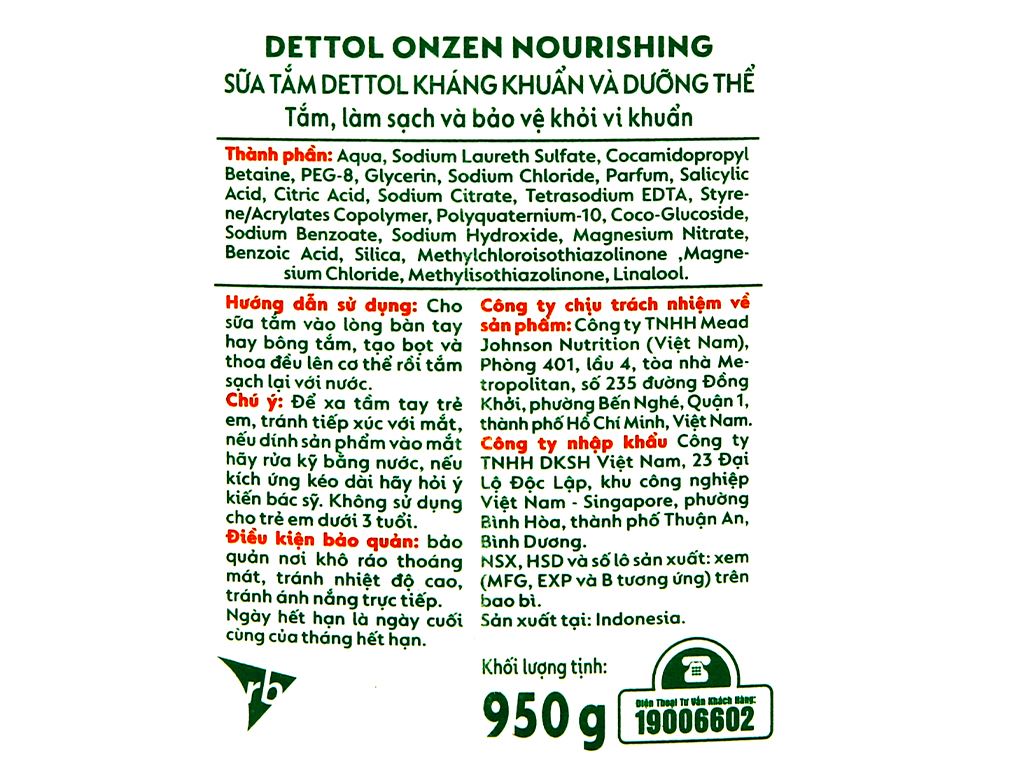 DETTOL ONZEN NOURISHING
SỮA TẮM DETTOL KHÁNG KHUẨN VÀ DƯỠNG THỂ
Tắm, làm sạch và bảo vệ khỏi vi khuẩn
Thành phần: Aqua, Sodium Laureth Sulfate, Cocamidopropyl
Betaine, PEG-8, Glycerin, Sodium Chloride, Parfum, Salicylic
Acid, Citric Acid, Sodium Citrate, Tetrasodium EDTA, Styre-
ne/Acrylates Copolymer, Polyquaternium-10, Coco-Glucoside,
Sodium Benzoate, Sodium Hydroxide, Magnesium Nitrate,
Benzoic Acid, Silica, Methylchloroisothiazolinone ,Magne-
sium Chloride, Methylisothiazolinone, Linalool.
Hướng dẫn sử dụng: Cho
sữa tắm vào lòng bàn tay
hay bông tắm, tạo bọt và
thoa đều lên cơ thể rồi tắm
sạch lại với nước.
Chú ý: Để xa tầm tay trẻ
em, tránh tiếp xúc với mắt,
nếu dính sản phẩm vào mắt
hãy rửa kỹ bằng nước, nếu
kích ứng kéo dài hãy hỏi ý
kiến bác sỹ. Không sử dụng
cho trẻ em dưới 3 tuổi.
Điều kiện bảo quản: bảo
quản nơi khô ráo thoáng
mát, tránh nhiệt độ cao,
tránh ánh nắng trực tiếp.
Ngày hết hạn là ngày cuối
cùng của tháng hết hạn.
Công ty chịu trách nhiệm về
sản phẩm: Công ty TNHH Mead
Johnson Nutrition (Việt Nam),
Phòng 401, lầu 4, tòa nhà Me-
tropolitan, số 235 đường Đồng
Khởi, phường Bến Nghé, Quận 1,
thành phố Hồ Chí Minh, Việt Nam.
Công ty nhập khẩu Công ty
TNHH DKSH Việt Nam, 23 Đại
Lộ Độc Lập, khu công nghiệp
Việt Nam - Singapore, phường
Bình Hòa, thành phố Thuận An,
Bình Dương.
NSX, HSD và số lô sản xuất: xem
(MFG, EXP và B tương ứng) trên
bao bì.
Sản xuất tại: Indonesia.
rb
Khối lượng tịnh:
950 g
Điện Thoại Tư Vấn Khách Hàng:
19006602